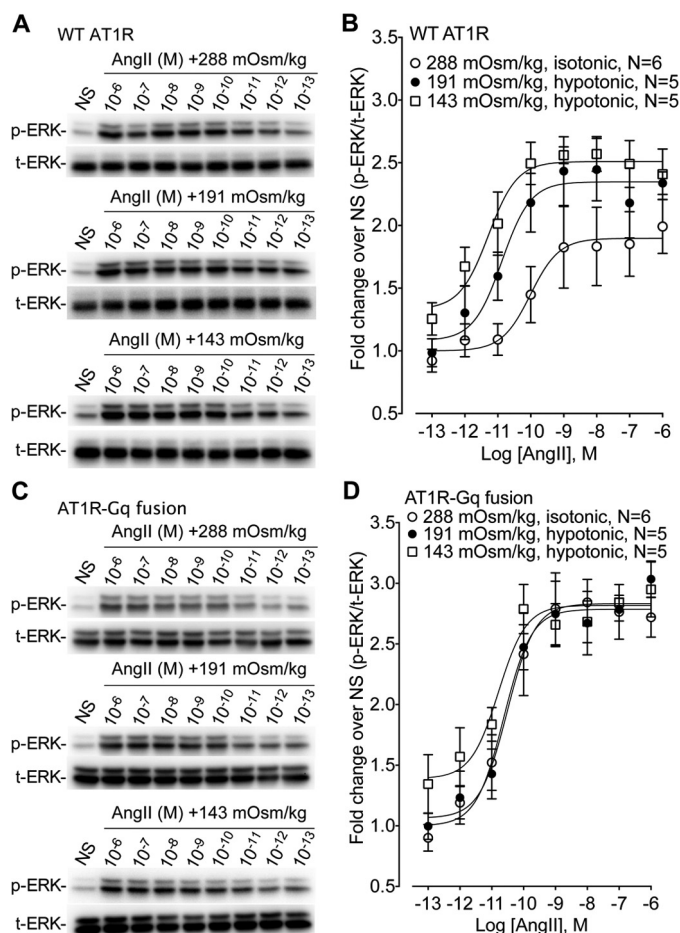 A
WT AT1R
AngII (M) +288 mOsm/kg
NS 10-6 10-7 10-8 10-9 10-10 10-11 10-12 10-13
p-ERK-
t-ERK-
AngII (M) +191 mOsm/kg
NS 10-6 10-7 10-8 10-9 10-10 10-11 10-12 10-13
p-ERK-
t-ERK-
AngII (M) +143 mOsm/kg
NS 10-6 10-7 10-8 10-9 10-10 10-11 10-12 10-13
p-ERK-
t-ERK-
B
WT AT1R
288 mOsm/kg, isotonic, N=6
191 mOsm/kg, hypotonic, N=5
143 mOsm/kg, hypotonic, N=5
Fold change over NS (p-ERK/t-ERK)
3.5
3.0
2.5
2.0
1.5
1.0
0.5
-13 -12 -11 -10 -9 -8 -7 -6
Log [AngII], M
C
AT1R-Gq fusion
AngII (M) +288 mOsm/kg
NS 10-6 10-7 10-8 10-9 10-10 10-11 10-12 10-13
p-ERK-
t-ERK-
AngII (M) +191 mOsm/kg
NS 10-6 10-7 10-8 10-9 10-10 10-11 10-12 10-13
p-ERK-
t-ERK-
AngII (M) +143 mOsm/kg
NS 10-6 10-7 10-8 10-9 10-10 10-11 10-12 10-13
p-ERK-
t-ERK-
D
AT1R-Gq fusion
288 mOsm/kg, isotonic, N=6
191 mOsm/kg, hypotonic, N=5
143 mOsm/kg, hypotonic, N=5
Fold change over NS (p-ERK/t-ERK)
3.5
3.0
2.5
2.0
1.5
1.0
0.5
-13 -12 -11 -10 -9 -8 -7 -6
Log [AngII], M